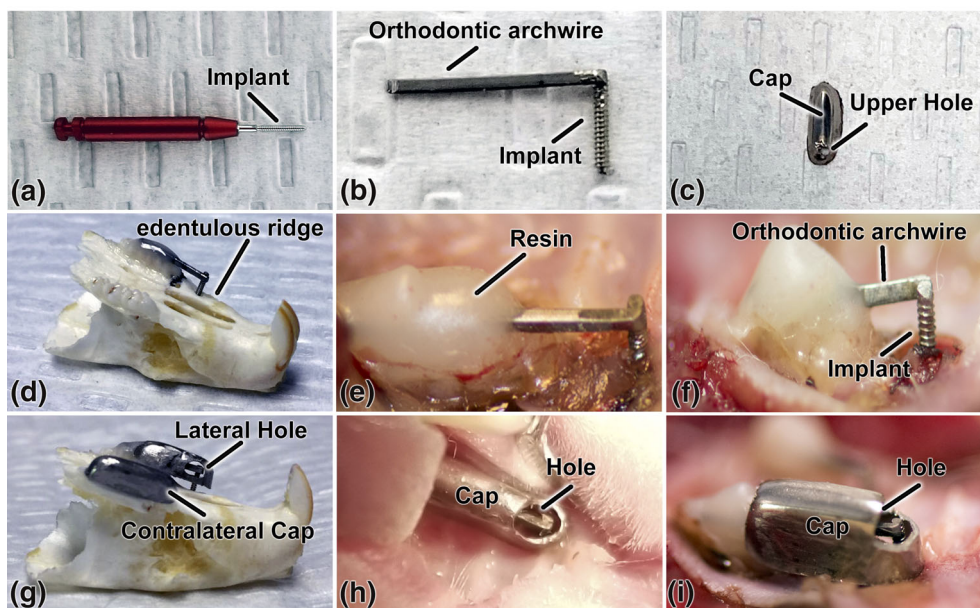 Implant
(a)
Orthodontic archwire
Implant
(b)
Cap
Upper Hole
(c)
edentulous ridge
(d)
Resin
(e)
Orthodontic archwire
Implant
(f)
Lateral Hole
Contralateral Cap
(g)
Hole
Cap
(h)
Hole
Cap
(i)